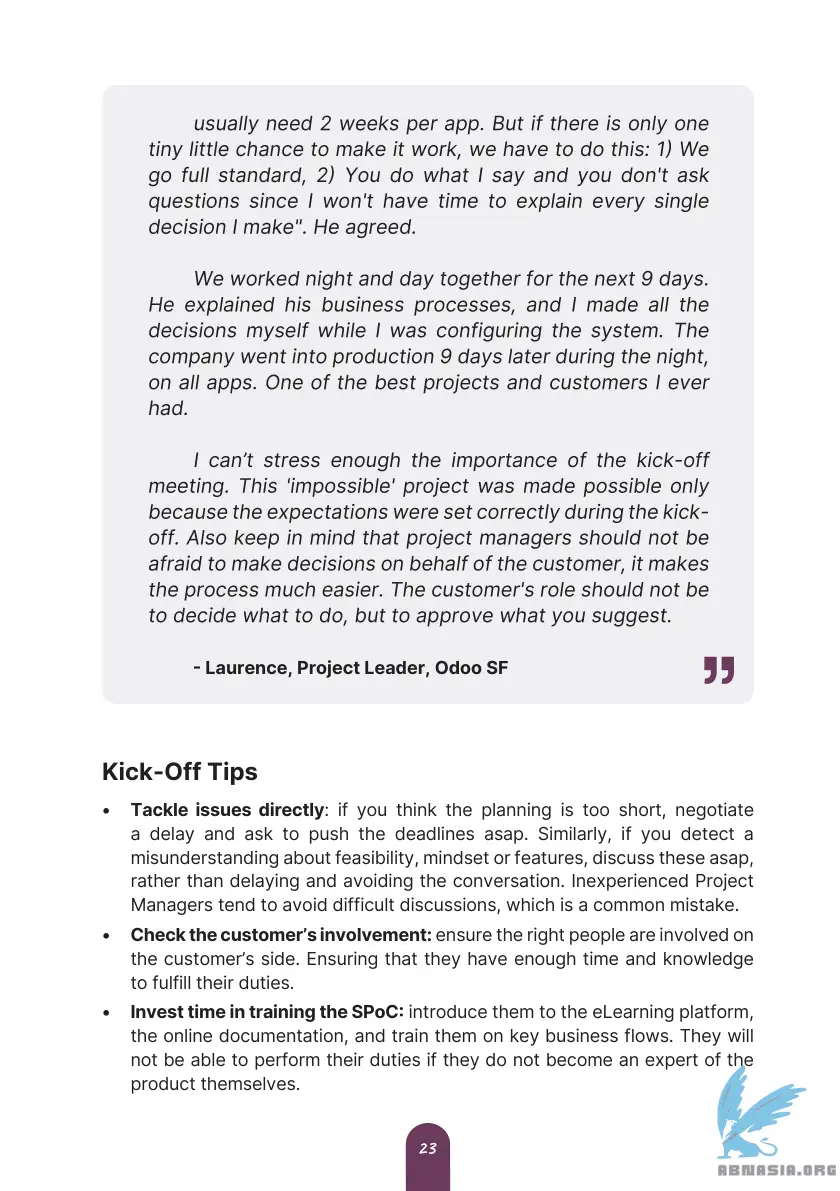 usually need 2 weeks per app. But if there is only one
tiny little chance to make it work, we have to do this: 1) We
go full standard, 2) You do what I say and you don't ask
questions since I won't have time to explain every single
decision I make". He agreed.
We worked night and day together for the next 9 days.
He explained his business processes, and I made all the
decisions myself while I was configuring the system. The
company went into production 9 days later during the night,
on all apps. One of the best projects and customers I ever
had.
I can’t stress enough the importance of the kick-off
meeting. This 'impossible' project was made possible only
because the expectations were set correctly during the kick-
off. Also keep in mind that project managers should not be
afraid to make decisions on behalf of the customer, it makes
the process much easier. The customer's role should not be
to decide what to do, but to approve what you suggest.
- Laurence, Project Leader, Odoo SF
”
Kick-Off Tips
• Tackle issues directly: if you think the planning is too short, negotiate
a delay and ask to push the deadlines asap. Similarly, if you detect a
misunderstanding about feasibility, mindset or features, discuss these asap,
rather than delaying and avoiding the conversation. Inexperienced Project
Managers tend to avoid difficult discussions, which is a common mistake.
• Check the customer’s involvement: ensure the right people are involved on
the customer’s side. Ensuring that they have enough time and knowledge
to fulfill their duties.
• Invest time in training the SPoC: introduce them to the eLearning platform,
the online documentation, and train them on key business flows. They will
not be able to perform their duties if they do not become an expert of the
product themselves.
23
ABNASIA.ORG